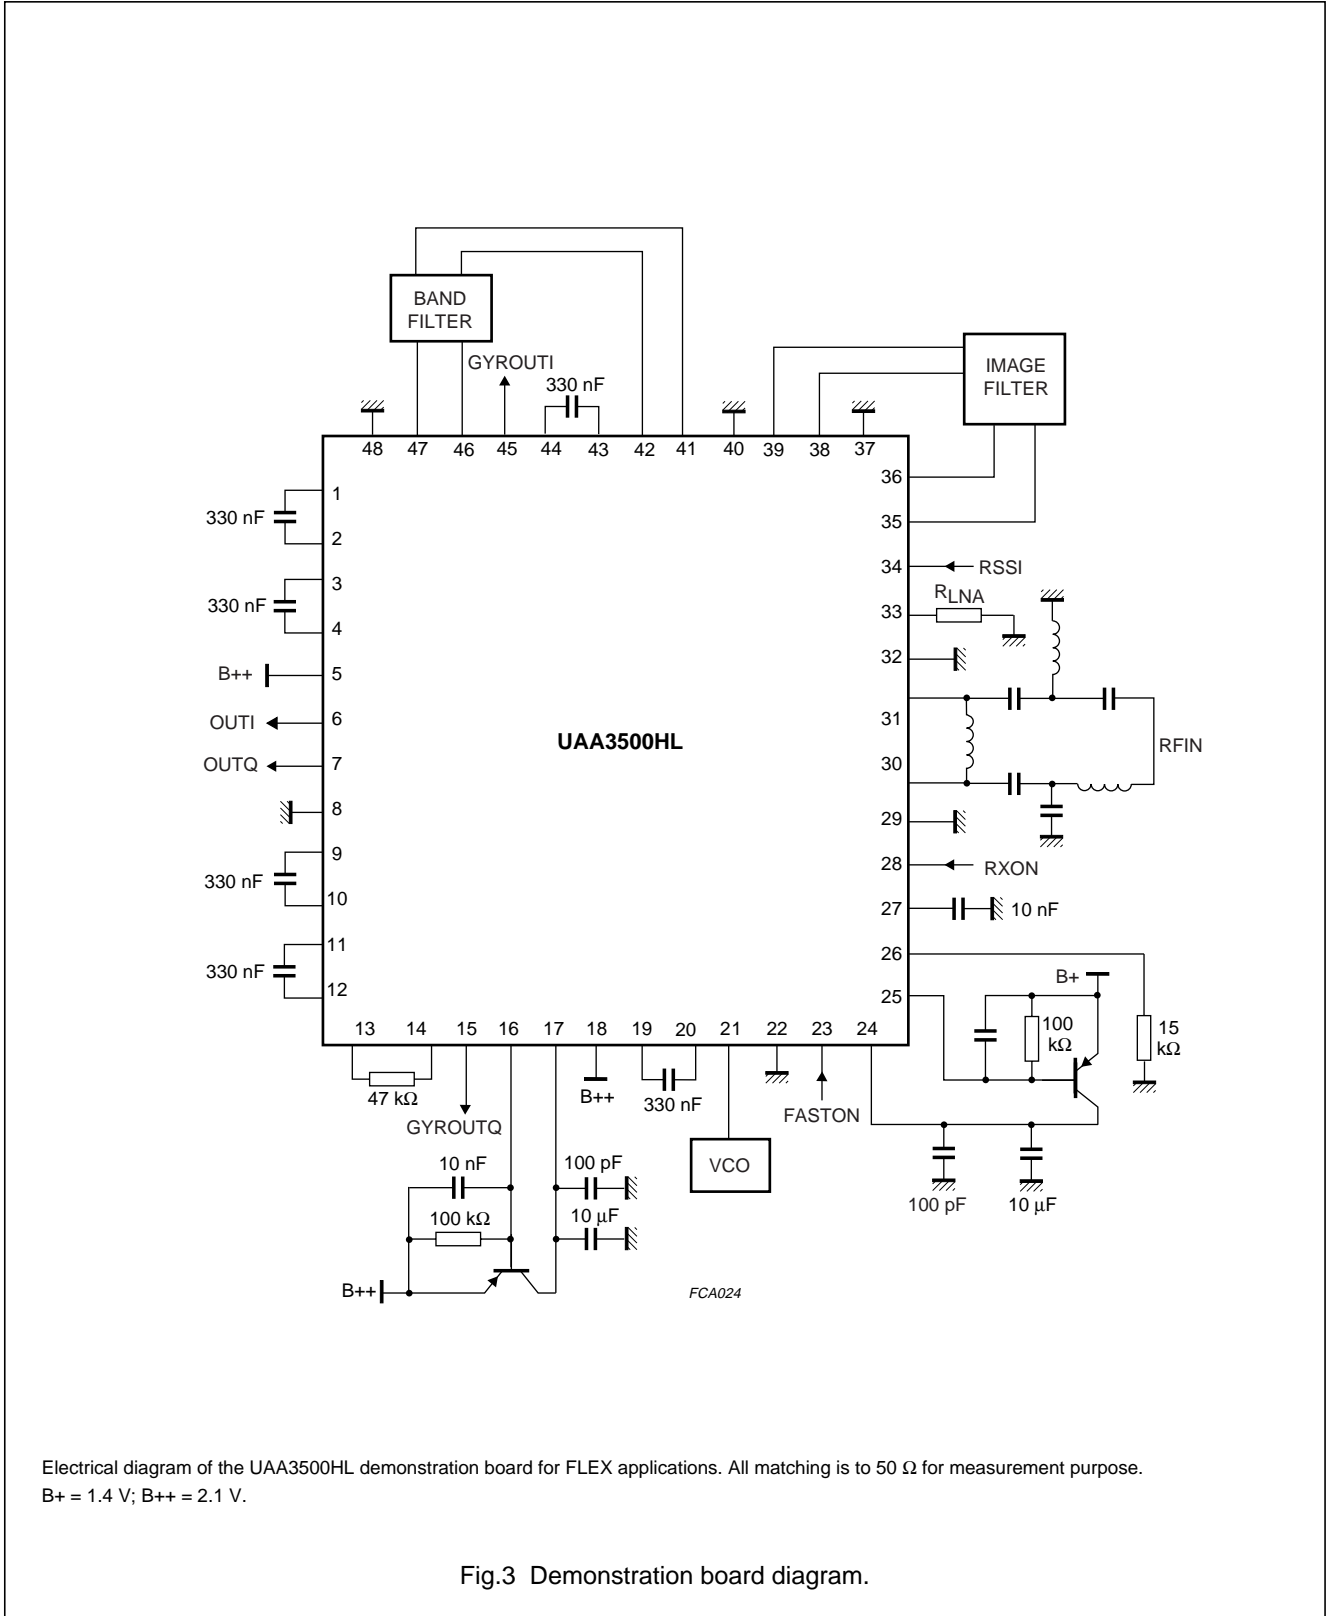 BAND
FILTER
GYROUTI
330 nF
IMAGE
FILTER
48 47 46 45 44 43 42 41 40 39 38 37
36
35
34
RSSI
33
RLNA
32
31
30
RFIN
29
28
RXON
27
10 nF
26
25
B+
100
kΩ
15
kΩ
1
330 nF
2
3
330 nF
4
B++
5
OUTI
6
OUTQ
7
8
9
330 nF
10
11
330 nF
12
UAA3500HL
13 14 15 16 17 18 19 20 21 22 23 24
47 kΩ
GYROUTQ
B++
330 nF
FASTON
VCO
10 nF
100 pF
100 kΩ
10 µF
B++
100 pF
10 µF
FCA024
Electrical diagram of the UAA3500HL demonstration board for FLEX applications. All matching is to 50 Ω for measurement purpose.
B+ = 1.4 V; B++ = 2.1 V.
Fig.3 Demonstration board diagram.